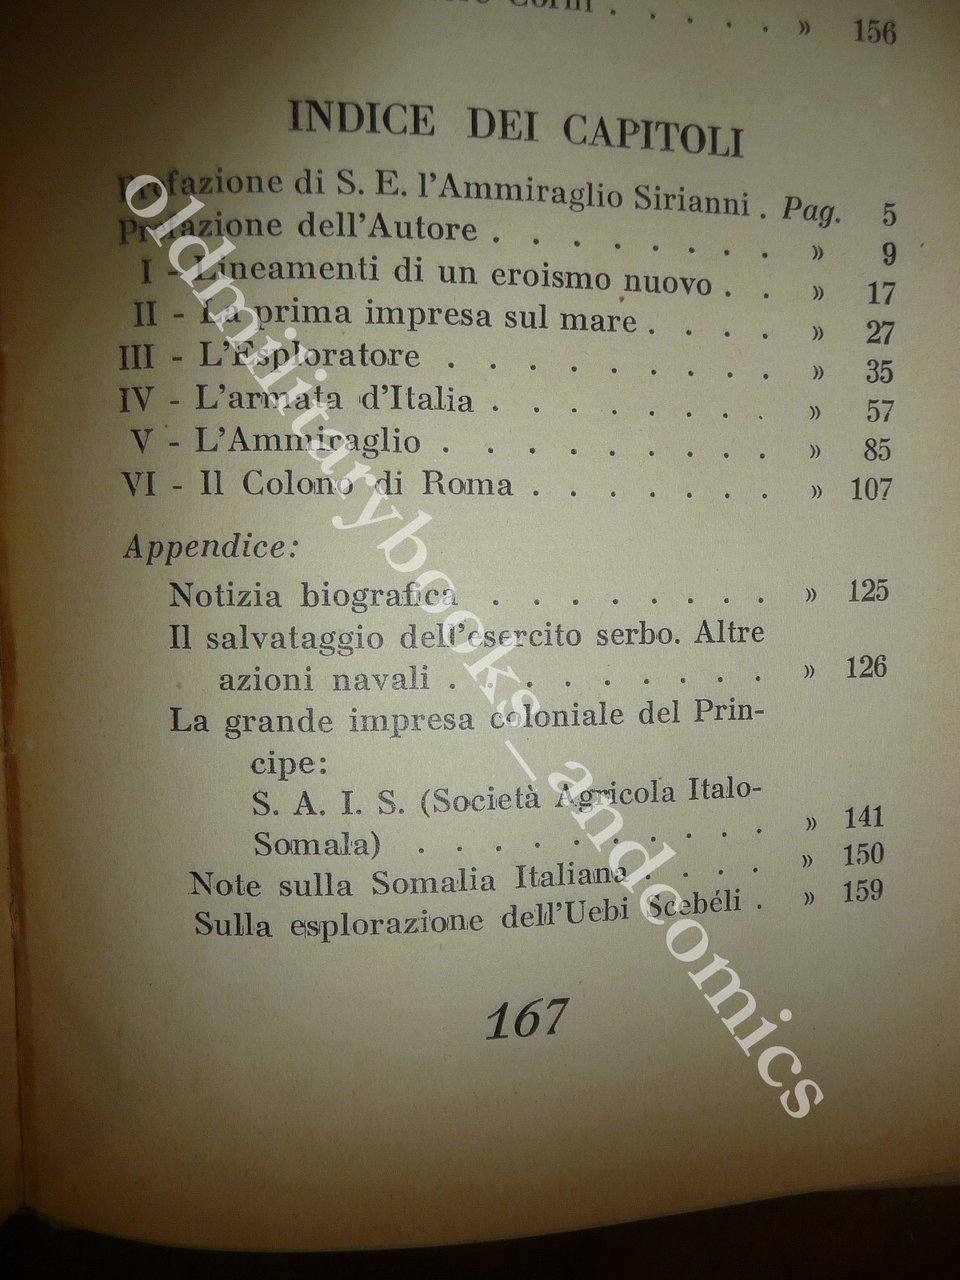 . . . . . » 156
INDICE DEI CAPITOLI
Prefazione di S. E. l'Ammiraglio Sirianni . Pag. 5
Prefazione dell'Autore . . . . . . . . » 9
I - Lineamenti di un eroismo nuovo . . » 17
II - La prima impresa sul mare . . . . » 27
III - L'Esploratore . . . . . . . . . » 35
IV - L'armata d'Italia . . . . . . . . » 57
V - L'Ammiraglio . . . . . . . . . » 85
VI - Il Colono di Roma . . . . . . . » 107
Appendice:
Notizia biografica . . . . . . . . » 125
Il salvataggio dell'esercito serbo. Altre
azioni navali . . . . . . . . . » 126
La grande impresa coloniale del Prin-
cipe:
S. A. I. S. (Società Agricola Italo-
Somala) . . . . . . . . . . » 141
Note sulla Somalia Italiana . . . . » 150
Sulla esplorazione dell'Uebi Scebéli . » 159
167
oldmilitarybooks_andcomics